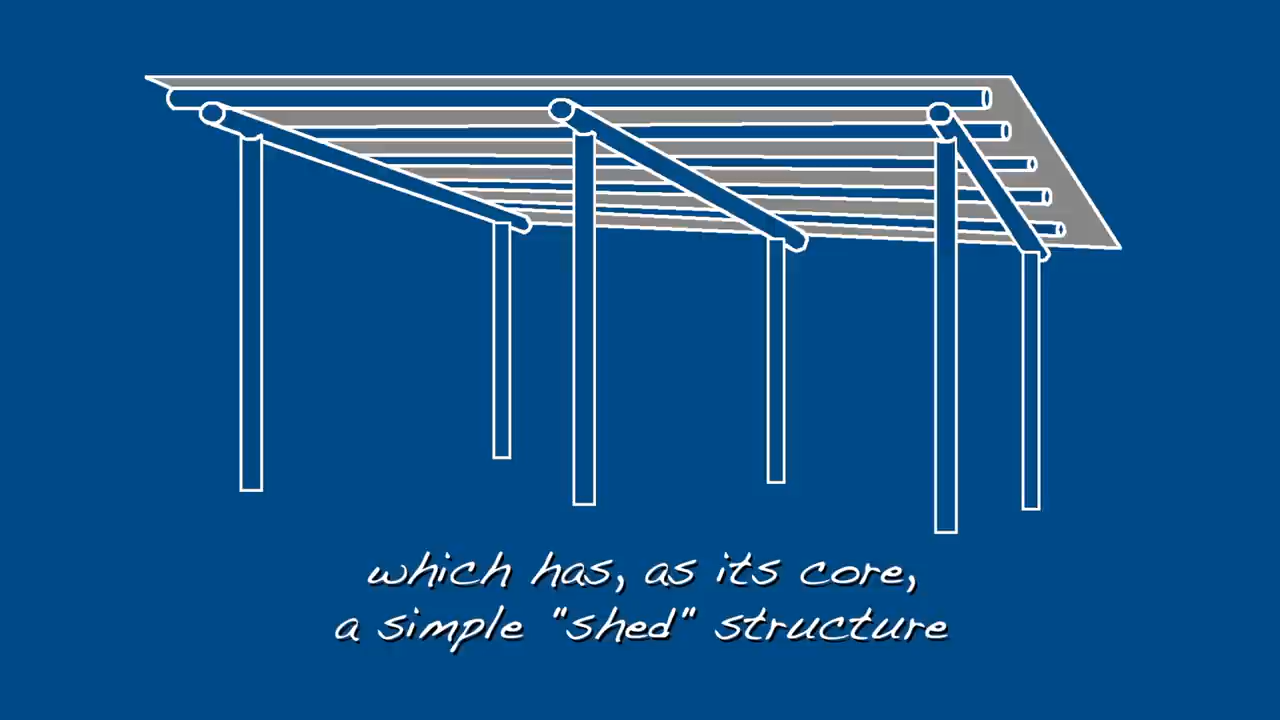 which has, as its core,
a simple "shed" structure